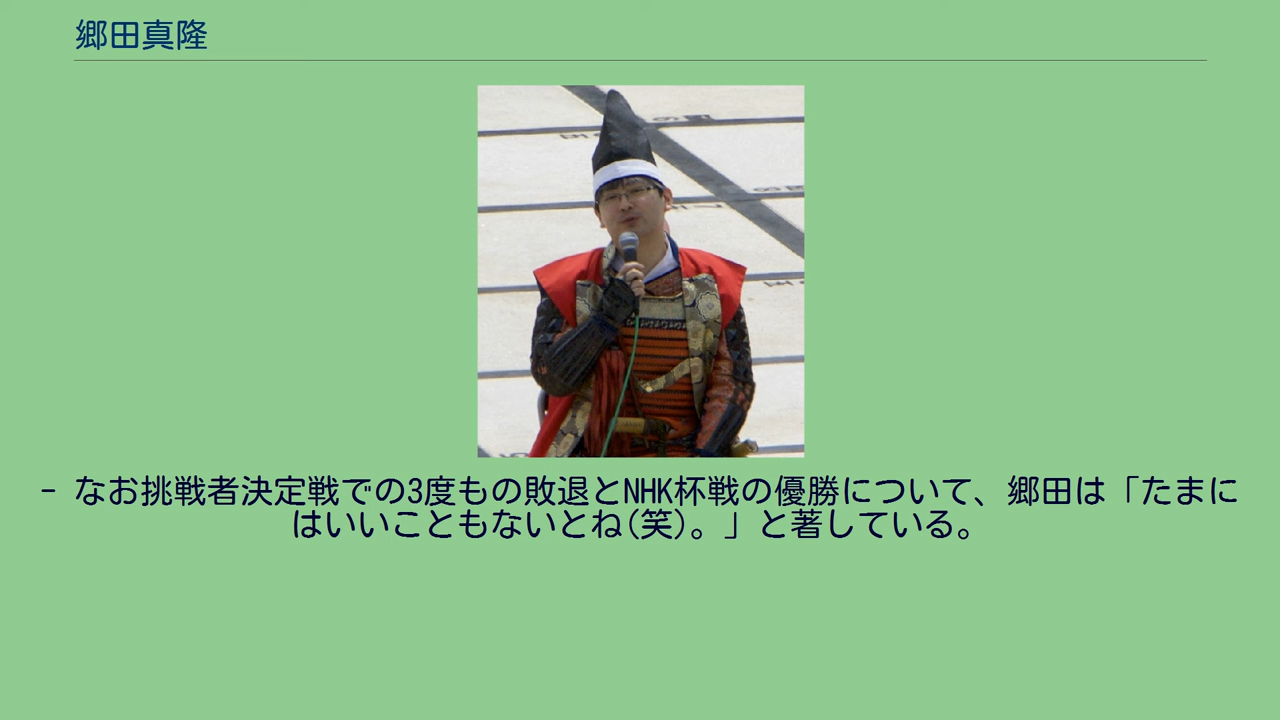 郷田真隆
- なお挑戦者決定戦での3度もの敗退とNHK杯戦の優勝について、郷田は「たまに
はいいこともないとね(笑)。」と著している。